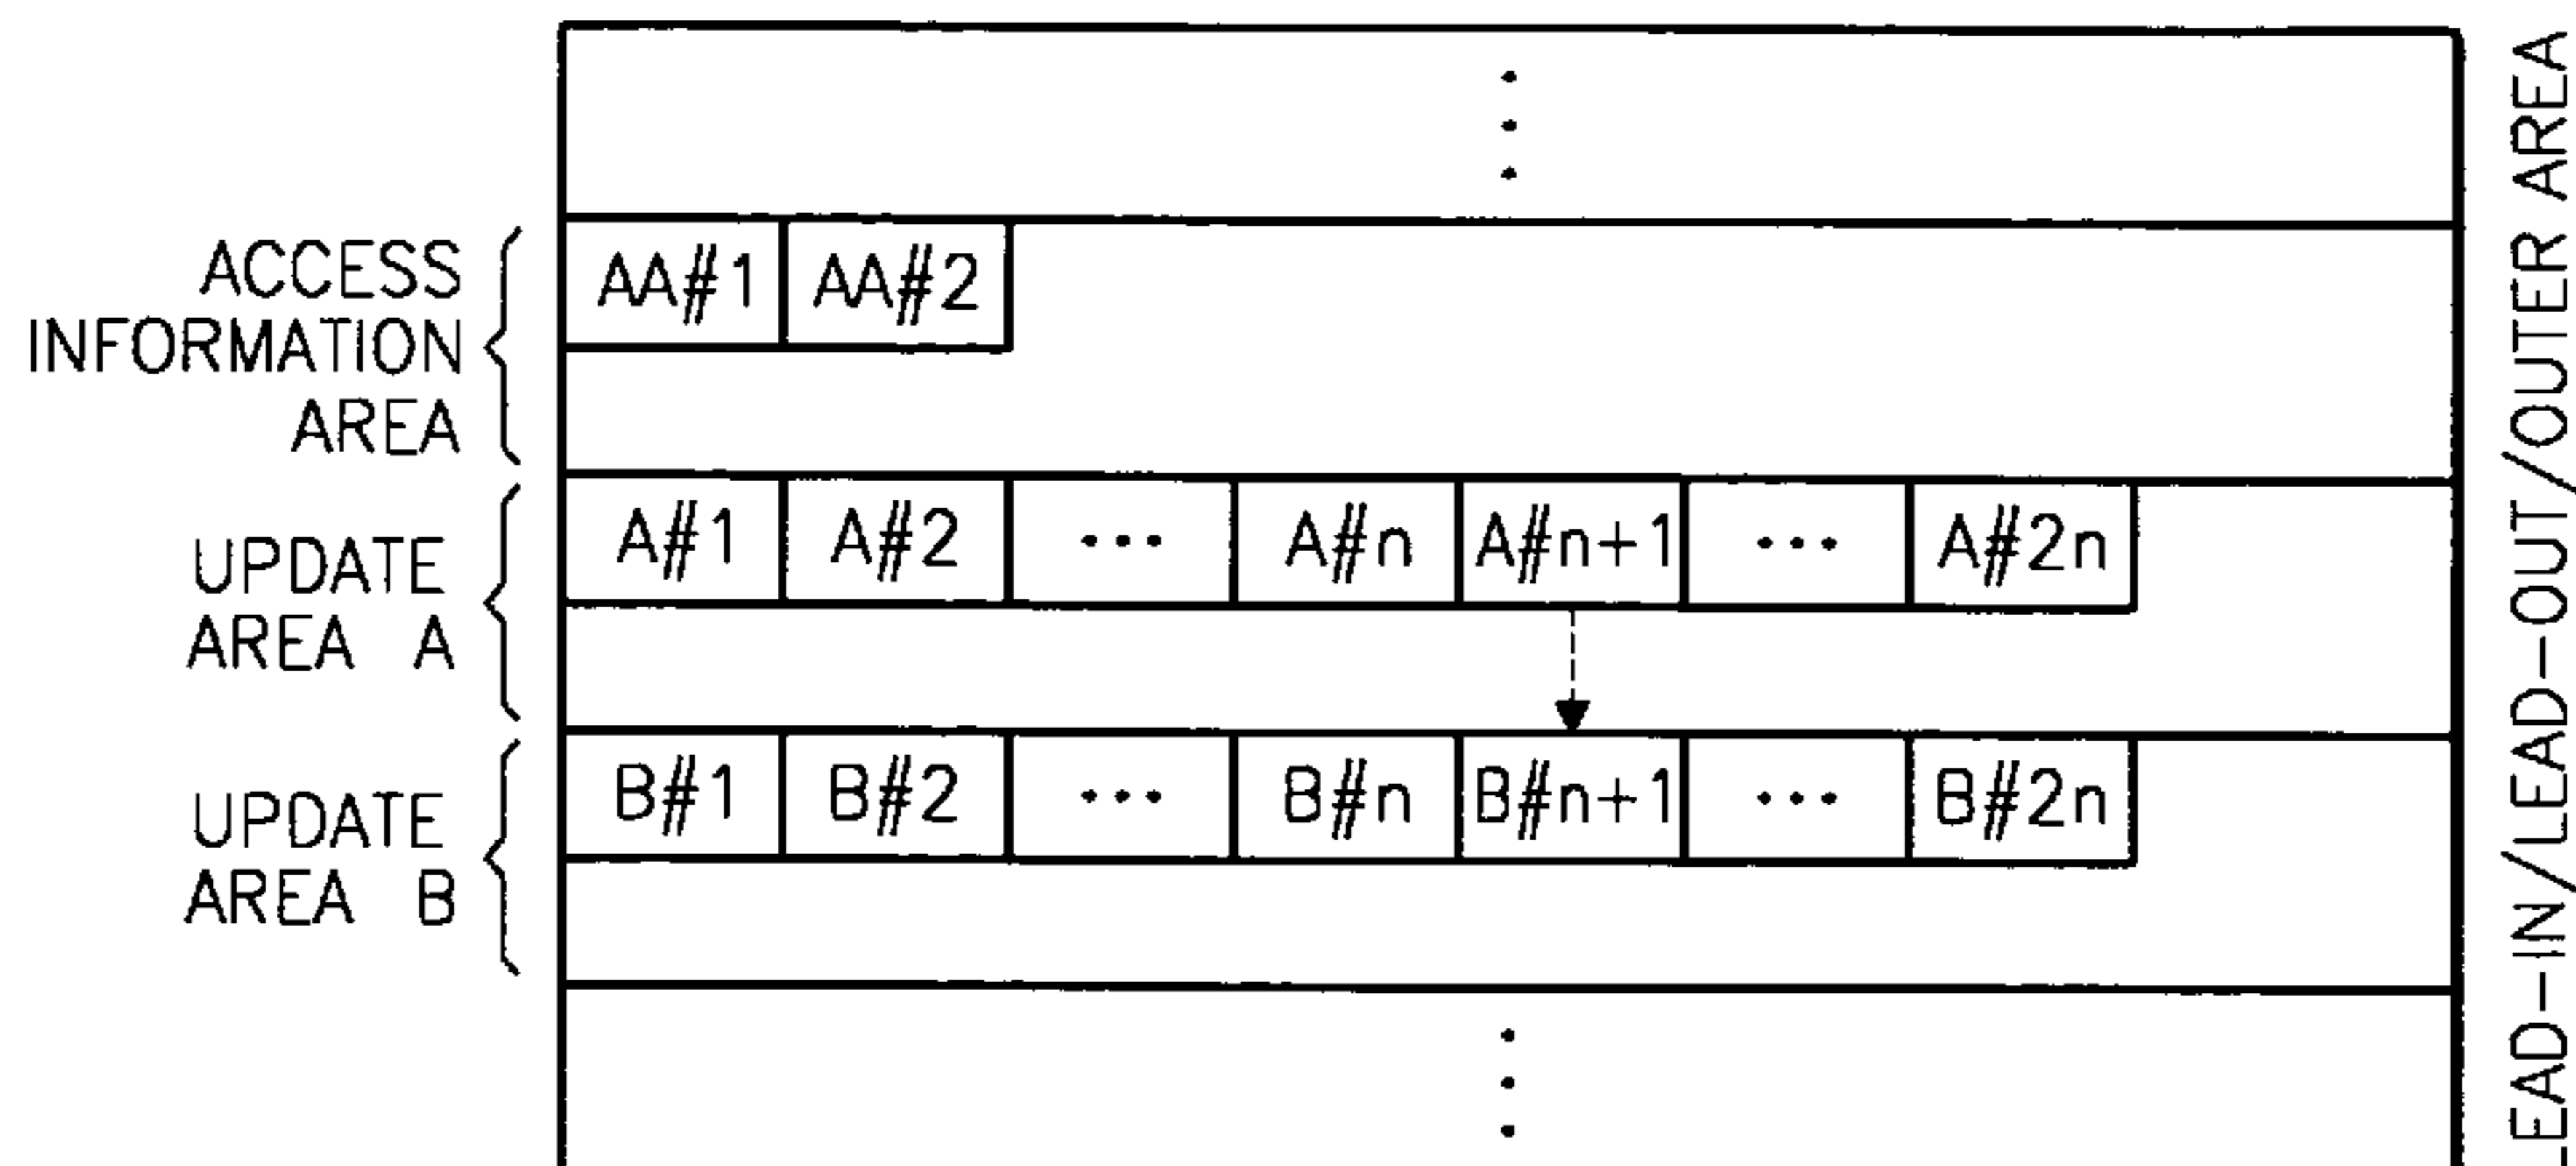 ACCESS
INFORMATION
AREA
AA#1 AA#2
UPDATE
AREA A
A#1 A#2 ... A#n A#n+1 ... A#2n
UPDATE
AREA B
B#1 B#2 ... B#n B#n+1 ... B#2n
LEAD-IN/LEAD-OUT/OUTER AREA